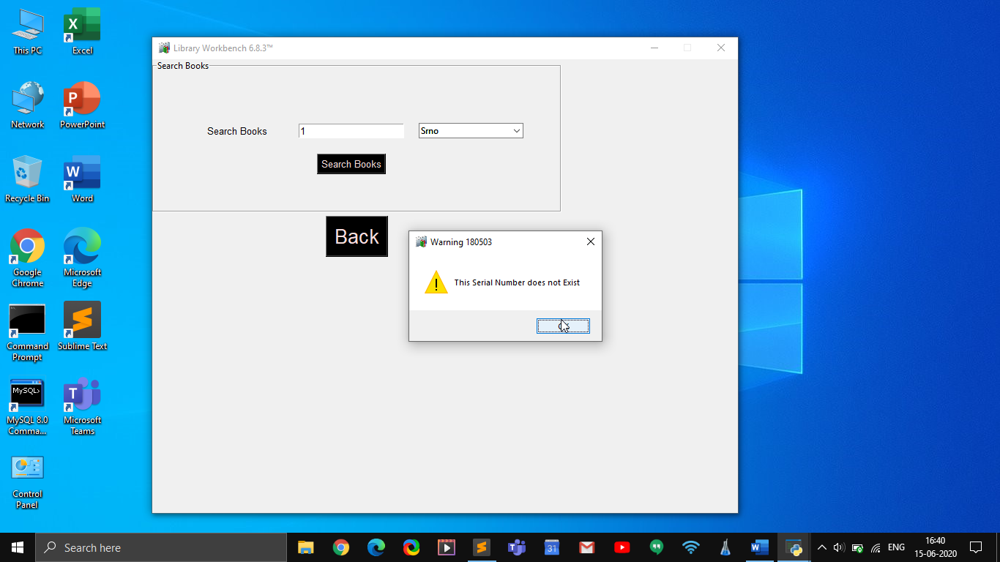 This PC
Excel
Network
PowerPoint
Recycle Bin
Word
Google
Chrome
Microsoft
Edge
Command
Prompt
Sublime Text
MySQL>
MySQL 8.0
Comma...
Microsoft
Teams
Control
Panel
Library Workbench 6.8.3™
Search Books
Search Books
1
Srno
Search Books
Back
Warning 180503
This Serial Number does not Exist
Search here
31
ENG
16:40
15-06-2020